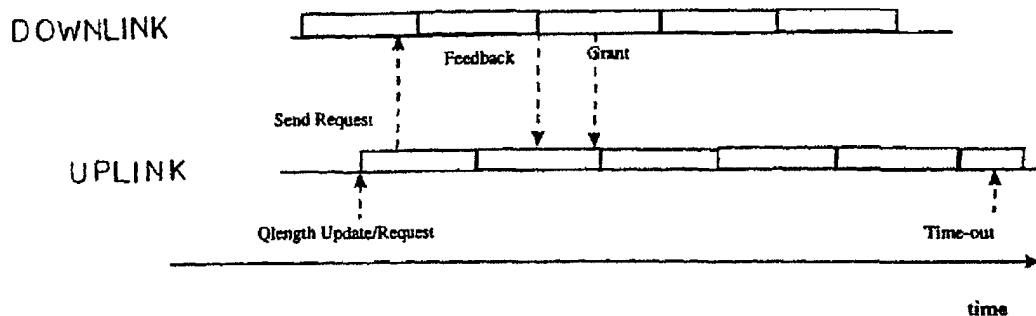 DOWNLINK
Feedback
Grant
Send Request
UPLINK
Qlength Update/Request
Time-out
time